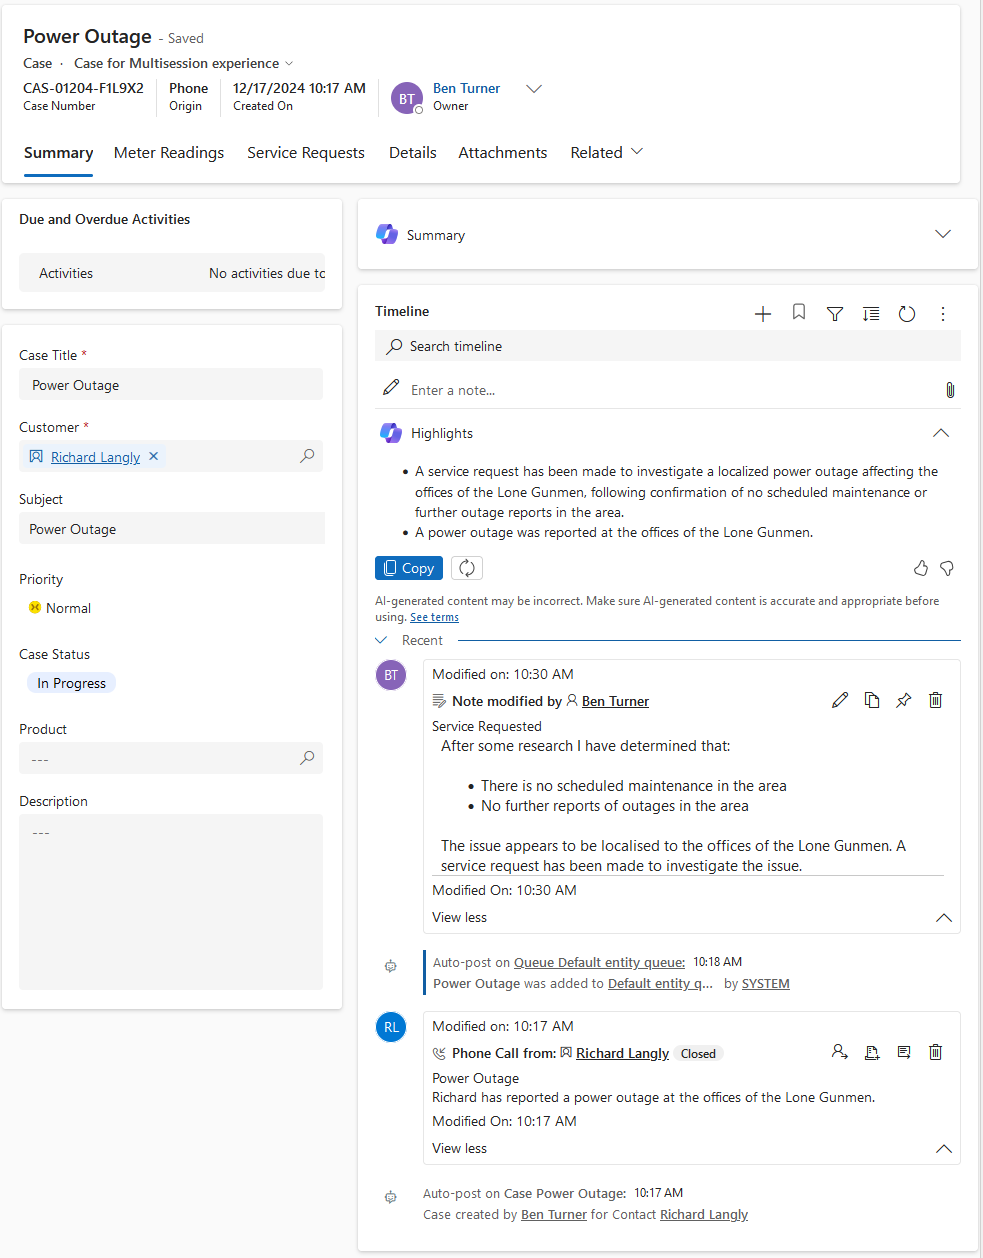 Power Outage - Saved
Case · Case for Multisession experience
CAS-01204-F1L9X2
Case Number
Phone
Origin
12/17/2024 10:17 AM
Created On
BT
Ben Turner
Owner
Summary Meter Readings Service Requests Details Attachments Related
Due and Overdue Activities
Activities No activities due to
Case Title *
Power Outage
Customer *
Richard Langly
Subject
Power Outage
Priority
Normal
Case Status
In Progress
Product
---
Description
---
Summary
Timeline
Search timeline
Enter a note...
Highlights
• A service request has been made to investigate a localized power outage affecting the
offices of the Lone Gunmen, following confirmation of no scheduled maintenance or
further outage reports in the area.
• A power outage was reported at the offices of the Lone Gunmen.
Copy
AI-generated content may be incorrect. Make sure AI-generated content is accurate and appropriate before
using. See terms
Recent
BT
Modified on: 10:30 AM
Note modified by Ben Turner
Service Requested
After some research I have determined that:
• There is no scheduled maintenance in the area
• No further reports of outages in the area
The issue appears to be localised to the offices of the Lone Gunmen. A
service request has been made to investigate the issue.
Modified On: 10:30 AM
View less
Auto-post on Queue Default entity queue: 10:18 AM
Power Outage was added to Default entity q... by SYSTEM
RL
Modified on: 10:17 AM
Phone Call from: Richard Langly Closed
Power Outage
Richard has reported a power outage at the offices of the Lone Gunmen.
Modified On: 10:17 AM
View less
Auto-post on Case Power Outage: 10:17 AM
Case created by Ben Turner for Contact Richard Langly